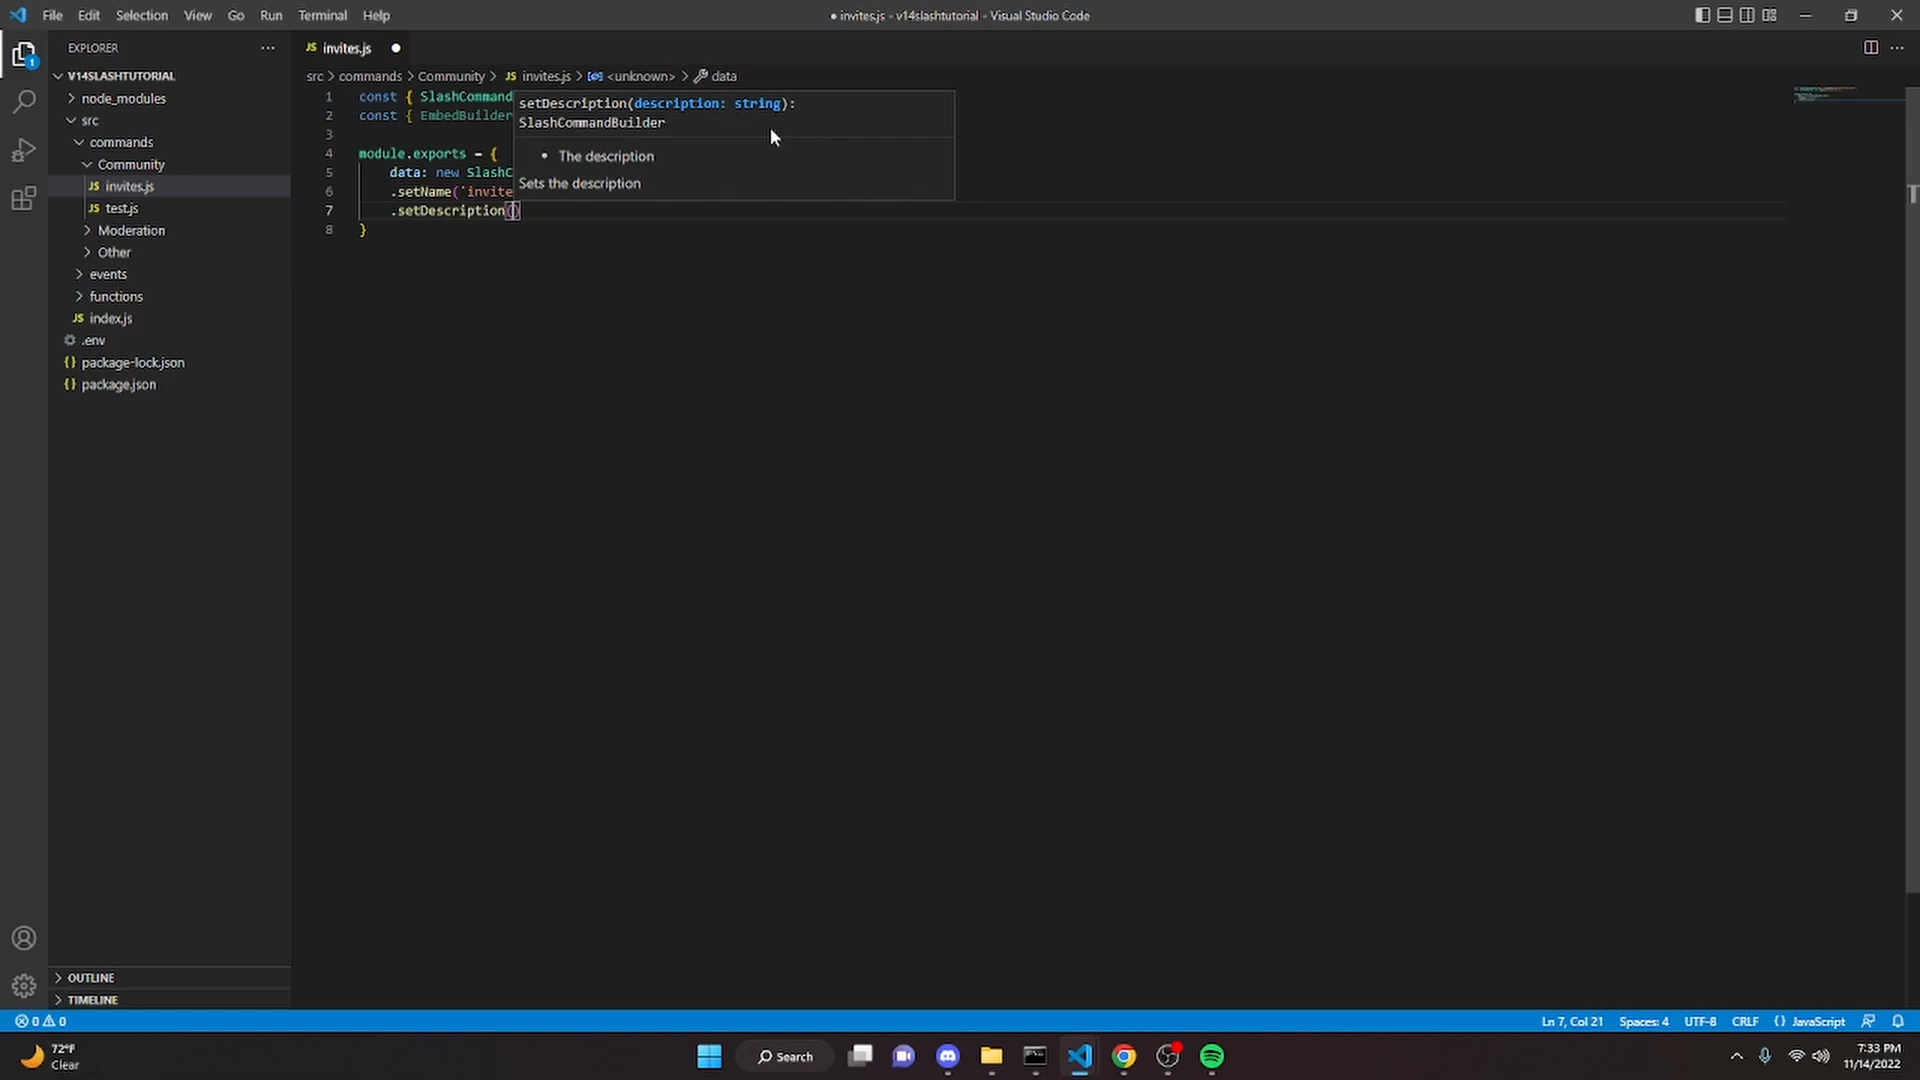 File Edit Selection View Go Run Terminal Help
● invites.js - v14slashtutorial - Visual Studio Code
EXPLORER
V14SLASHTUTORIAL
node_modules
src
commands
Community
JS invites.js
JS test.js
Moderation
Other
events
functions
JS index.js
.env
{} package-lock.json
{} package.json
OUTLINE
TIMELINE
1
JS invites.js ●
src > commands > Community > JS invites.js > <unknown> > data
1 const { SlashCommand
2 const { EmbedBuilder
3
4 module.exports = {
5 data: new SlashC
6 .setName('invite
7 .setDescription()
8 }
setDescription(description: string):
SlashCommandBuilder
• The description
Sets the description
0 0
Ln 7, Col 21 Spaces: 4 UTF-8 CRLF {} JavaScript
72°F
Clear
Search
7:33 PM
11/14/2022